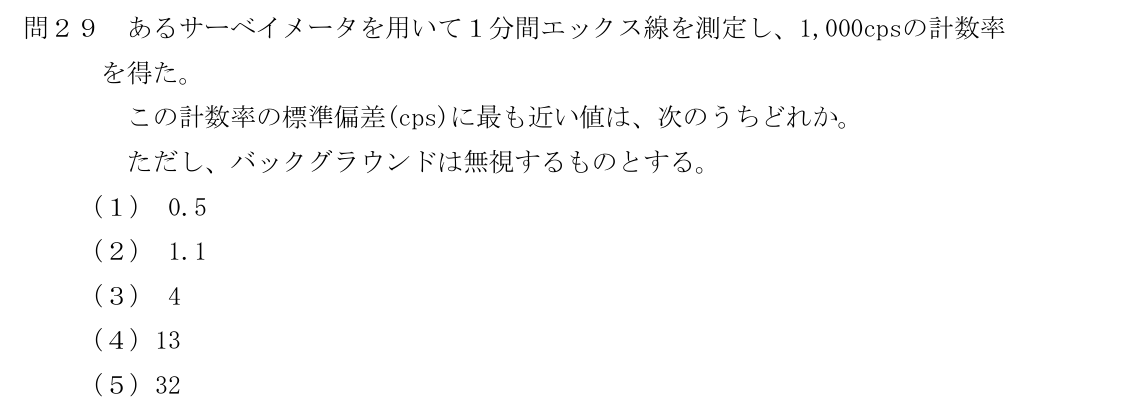 問２９　あるサーベイメータを用いて１分間エックス線を測定し、1,000cpsの計数率
を得た。
この計数率の標準偏差(cps)に最も近い値は、次のうちどれか。
ただし、バックグラウンドは無視するものとする。
（１） 0.5
（２） 1.1
（３） 4
（４）13
（５）32